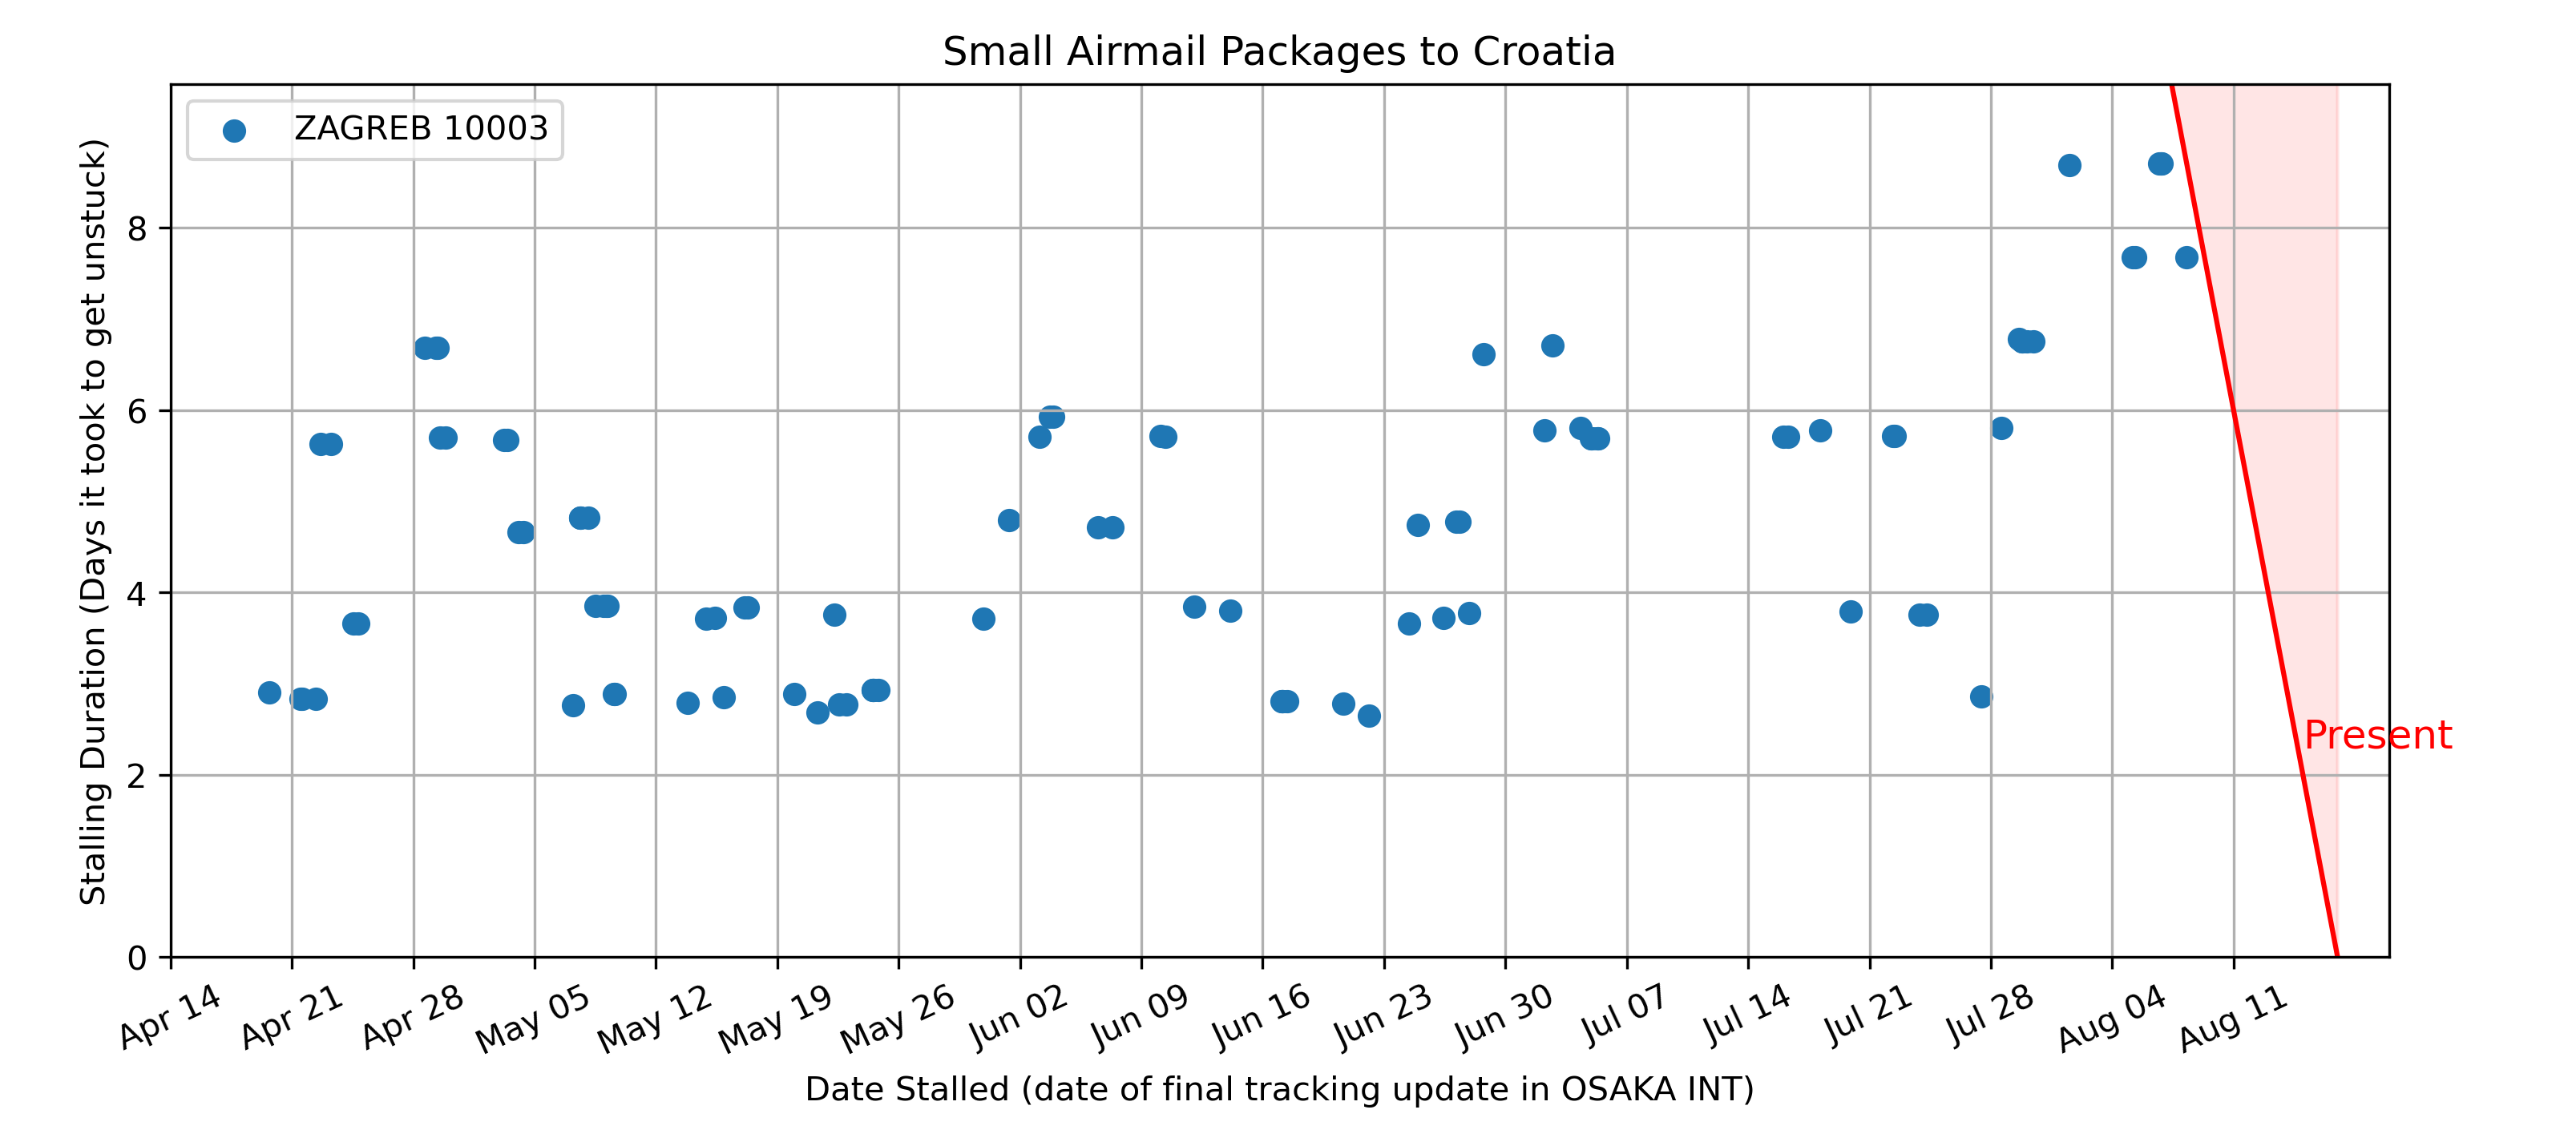 Small Airmail Packages to Croatia
ZAGREB 10003
Stalling Duration (Days it took to get unstuck)
8
6
4
2
0
Present
Apr 14
Apr 21
Apr 28
May 05
May 12
May 19
May 26
Jun 02
Jun 09
Jun 16
Jun 23
Jun 30
Jul 07
Jul 14
Jul 21
Jul 28
Aug 04
Aug 11
Date Stalled (date of final tracking update in OSAKA INT)